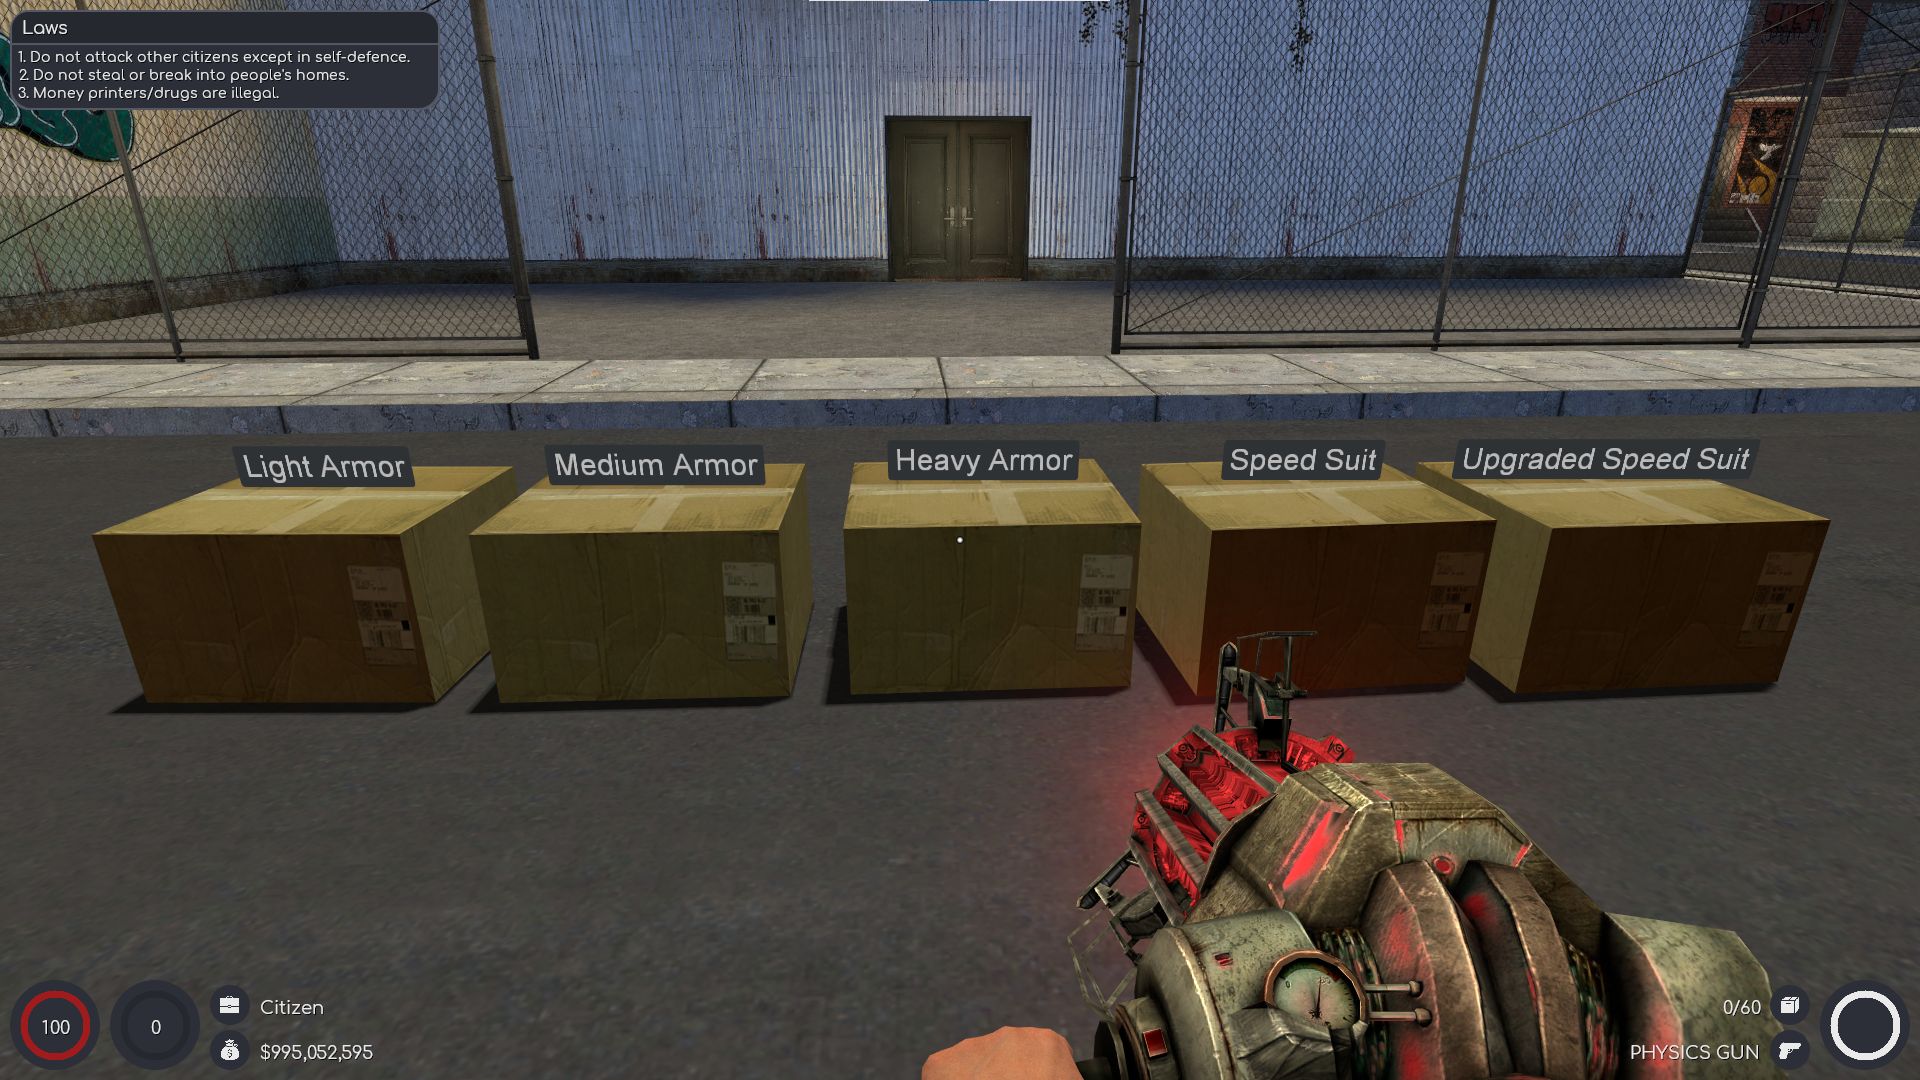 Laws
1. Do not attack other citizens except in self-defence.
2. Do not steal or break into people's homes.
3. Money printers/drugs are illegal.
Light Armor
Medium Armor
Heavy Armor
Speed Suit
Upgraded Speed Suit
100
0
Citizen
$995,052,595
0/60
PHYSICS GUN